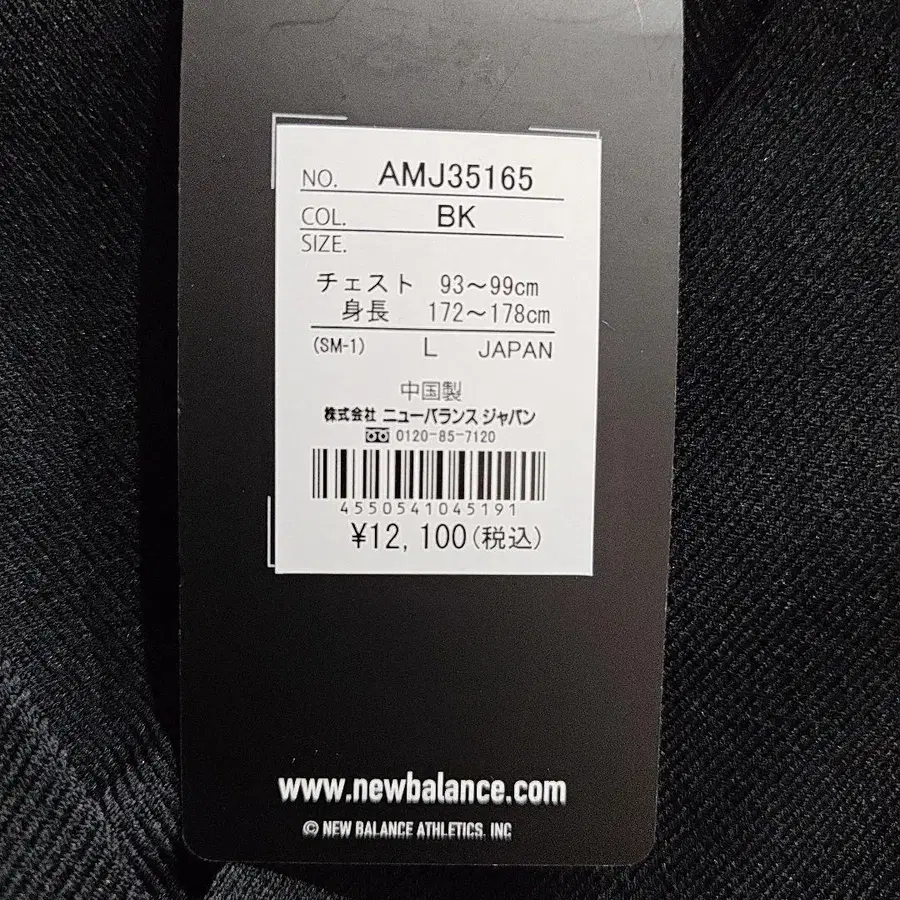 NO. AMJ35165
COL. BK
SIZE.
チェスト 93〜99cm
身長 172〜178cm
(SM-1) L JAPAN
中国製
株式会社 ニューバランス ジャパン
0120-85-7120
4550541045191
¥12,100(税込)
www.newbalance.com
© NEW BALANCE ATHLETICS, INC